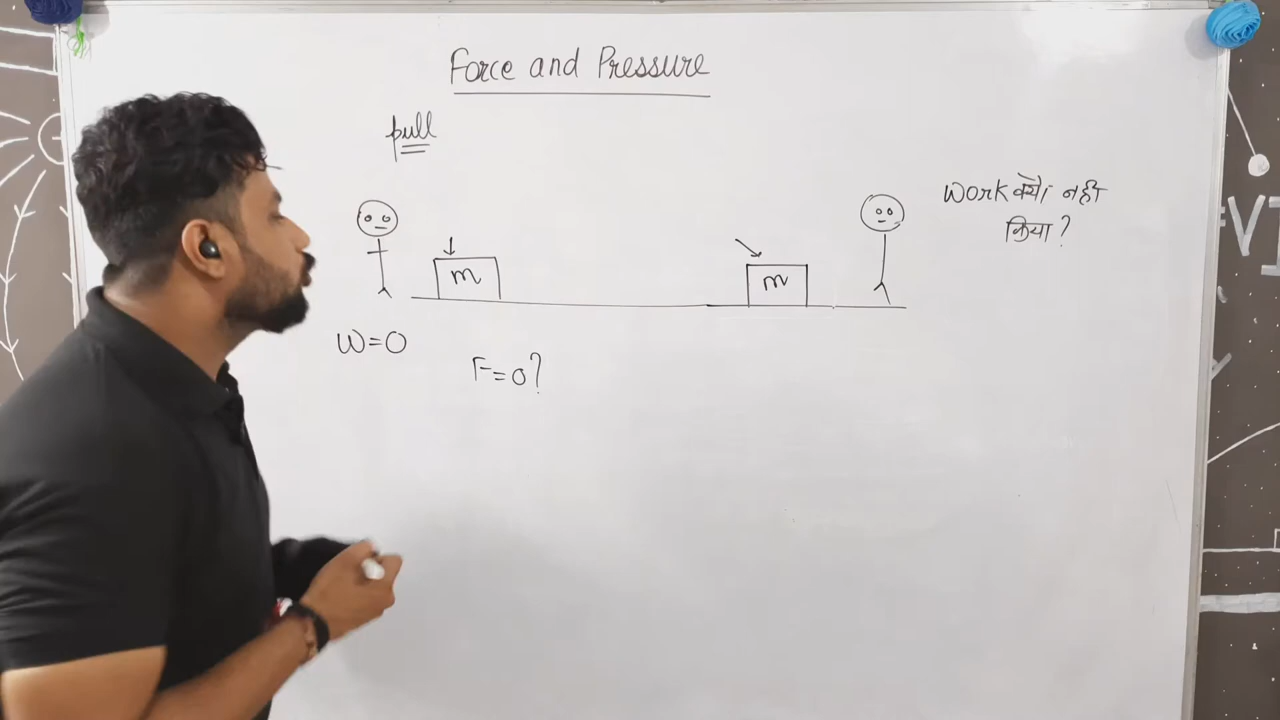 Force and Pressure
pull
Work क्यों नहीं
किया?
m
m
W=0
F=0?